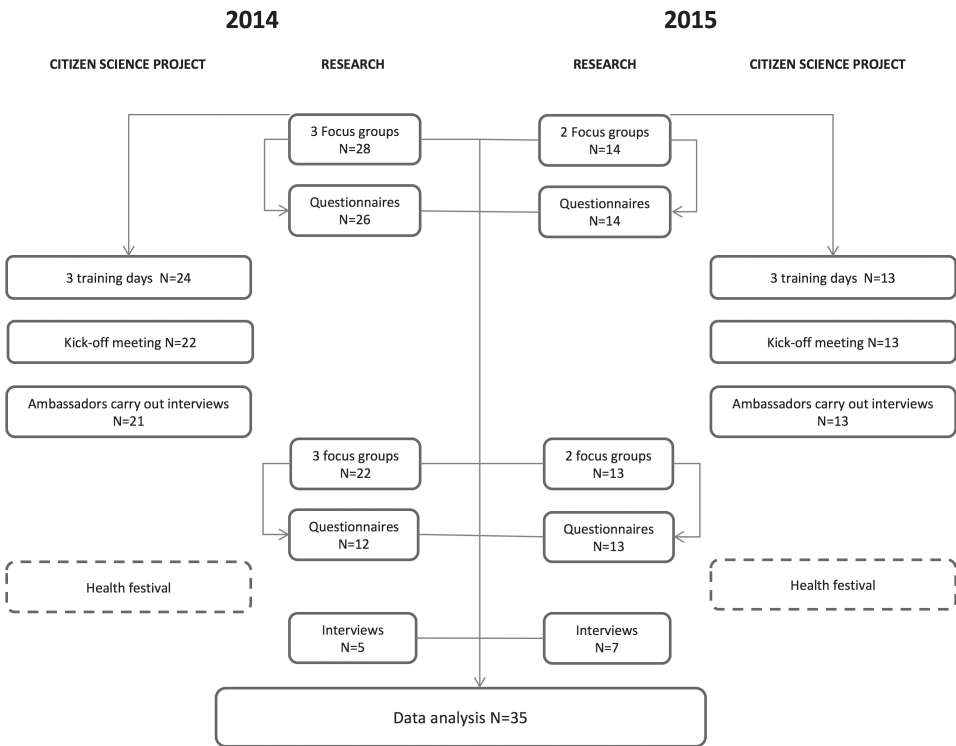 2014
2015
CITIZEN SCIENCE PROJECT
RESEARCH
RESEARCH
CITIZEN SCIENCE PROJECT
3 Focus groups
N=28
2 Focus groups
N=14
Questionnaires
N=26
Questionnaires
N=14
3 training days N=24
3 training days N=13
Kick-off meeting N=22
Kick-off meeting N=13
Ambassadors carry out interviews
N=21
Ambassadors carry out interviews
N=13
3 focus groups
N=22
2 focus groups
N=13
Questionnaires
N=12
Questionnaires
N=13
Health festival
Health festival
Interviews
N=5
Interviews
N=7
Data analysis N=35